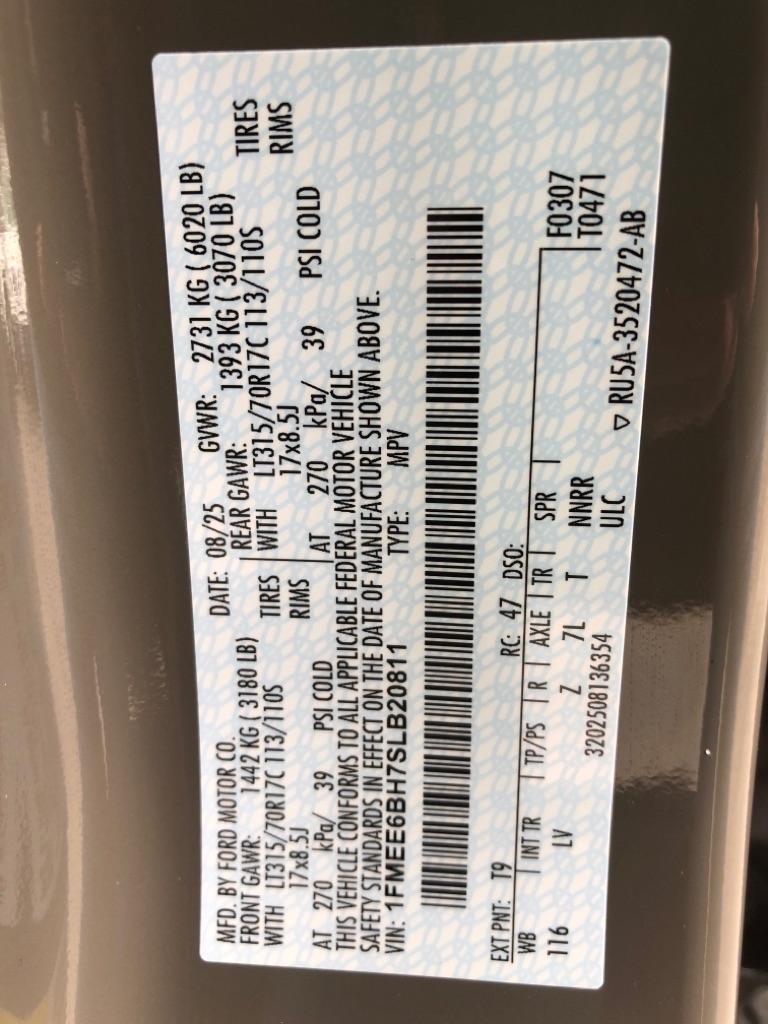 MFD. BY FORD MOTOR CO. DATE: 08/25 GVWR: 2731 KG ( 6020 LB)
FRONT GAWR: 1442 KG ( 3180 LB) REAR GAWR: 1393 KG ( 3070 LB)
WITH LT315/70R17C 113/110S TIRES WITH LT315/70R17C 113/110S TIRES
17x8.5J RIMS 17x8.5J RIMS
AT 270 kPa/ 39 PSI COLD AT 270 kPa/ 39 PSI COLD
THIS VEHICLE CONFORMS TO ALL APPLICABLE FEDERAL MOTOR VEHICLE
SAFETY STANDARDS IN EFFECT ON THE DATE OF MANUFACTURE SHOWN ABOVE.
VIN: 1FMEE6BH7SLB20811 TYPE: MPV
EXT PNT: T9 RC: 47 DSO:
WB INT TR TP/PS R AXLE TR SPR F0307
116 LV Z 7L T NNRR T0471
3202508136354 ULC ▽ RU5A-3520472-AB